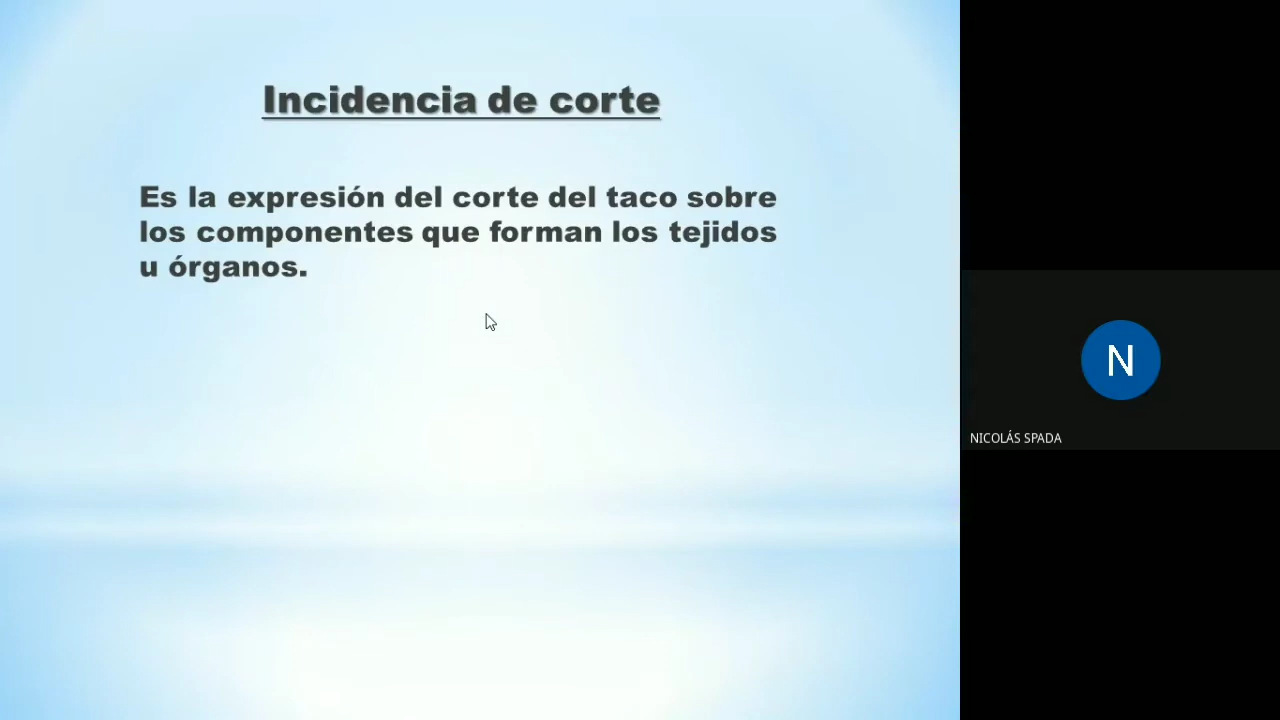 Incidencia de corte
Es la expresión del corte del taco sobre
los componentes que forman los tejidos
u órganos.
N
NICOLÁS SPADA